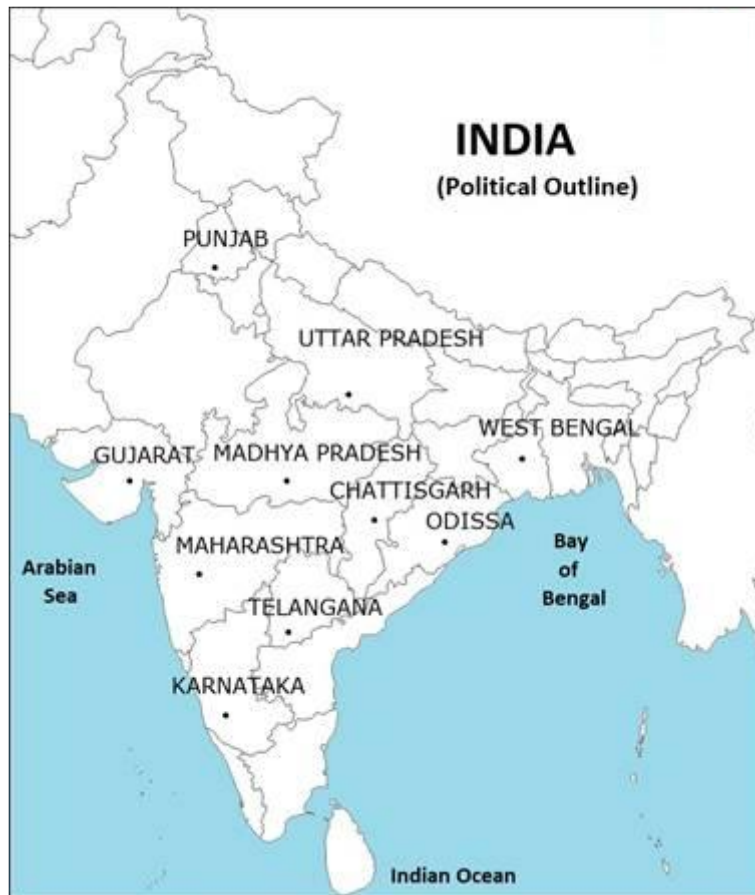 INDIA
(Political Outline)
PUNJAB
UTTAR PRADESH
WEST BENGAL
GUJARAT
MADHYA PRADESH
CHATTISGARH
ODISSA
MAHARASHTRA
Arabian
Sea
Bay
of
Bengal
TELANGANA
KARNATAKA
Indian Ocean